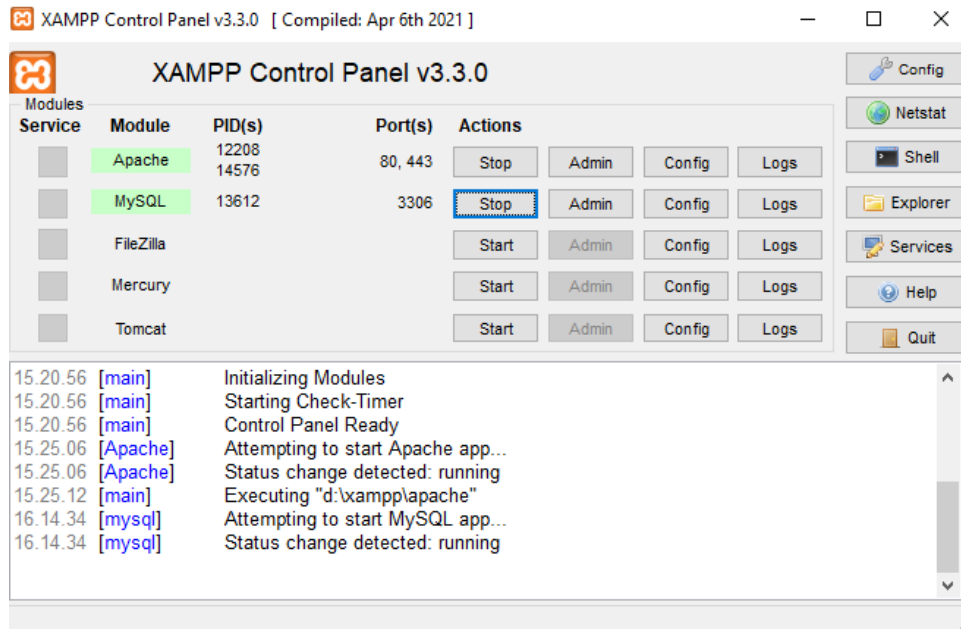 XAMPP Control Panel v3.3.0 [ Compiled: Apr 6th 2021 ]
XAMPP Control Panel v3.3.0
Config
Modules
Netstat
Service Module PID(s) Port(s) Actions
Apache 12208 14576 80, 443 Stop Admin Config Logs
Shell
MySQL 13612 3306 Stop Admin Config Logs
Explorer
FileZilla Start Admin Config Logs
Services
Mercury Start Admin Config Logs
Help
Tomcat Start Admin Config Logs
Quit
15.20.56 [main] Initializing Modules
15.20.56 [main] Starting Check-Timer
15.20.56 [main] Control Panel Ready
15.25.06 [Apache] Attempting to start Apache app...
15.25.06 [Apache] Status change detected: running
15.25.12 [main] Executing "d:\xampp\apache"
16.14.34 [mysql] Attempting to start MySQL app...
16.14.34 [mysql] Status change detected: running